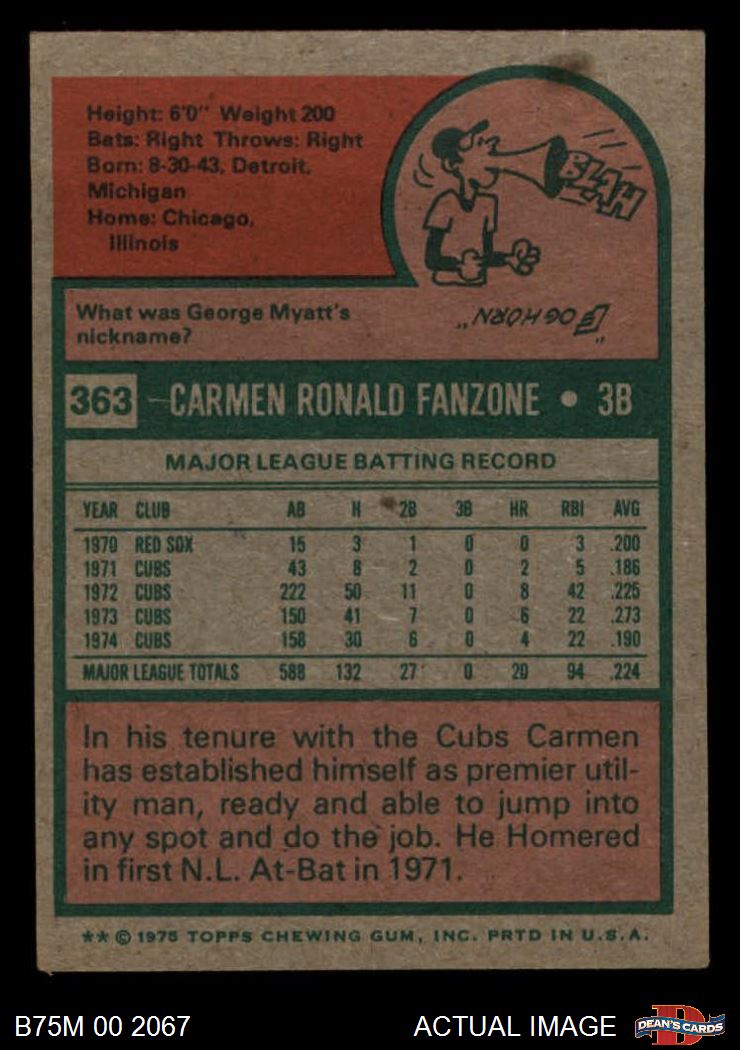 Height: 6'0" Weight 200
Bats: Right Throws: Right
Born: 8-30-43, Detroit,
Michigan
Home: Chicago,
Illinois
BLAH
What was George Myatt's
nickname?
"FOGHORN"
363 CARMEN RONALD FANZONE • 3B
MAJOR LEAGUE BATTING RECORD
YEAR CLUB AB H 2B 3B HR RBI AVG
1970 RED SOX 15 3 1 0 0 3 .200
1971 CUBS 43 8 2 0 2 5 .186
1972 CUBS 222 50 11 0 8 42 .225
1973 CUBS 150 41 7 0 6 22 .273
1974 CUBS 158 30 6 0 4 22 .190
MAJOR LEAGUE TOTALS 588 132 27 0 20 94 .224
In his tenure with the Cubs Carmen
has established himself as premier util-
ity man, ready and able to jump into
any spot and do the job. He Homered
in first N.L. At-Bat in 1971.
** © 1975 TOPPS CHEWING GUM, INC. PRTD IN U.S.A.
B75M 00 2067 ACTUAL IMAGE
D
DEAN'S CARDS